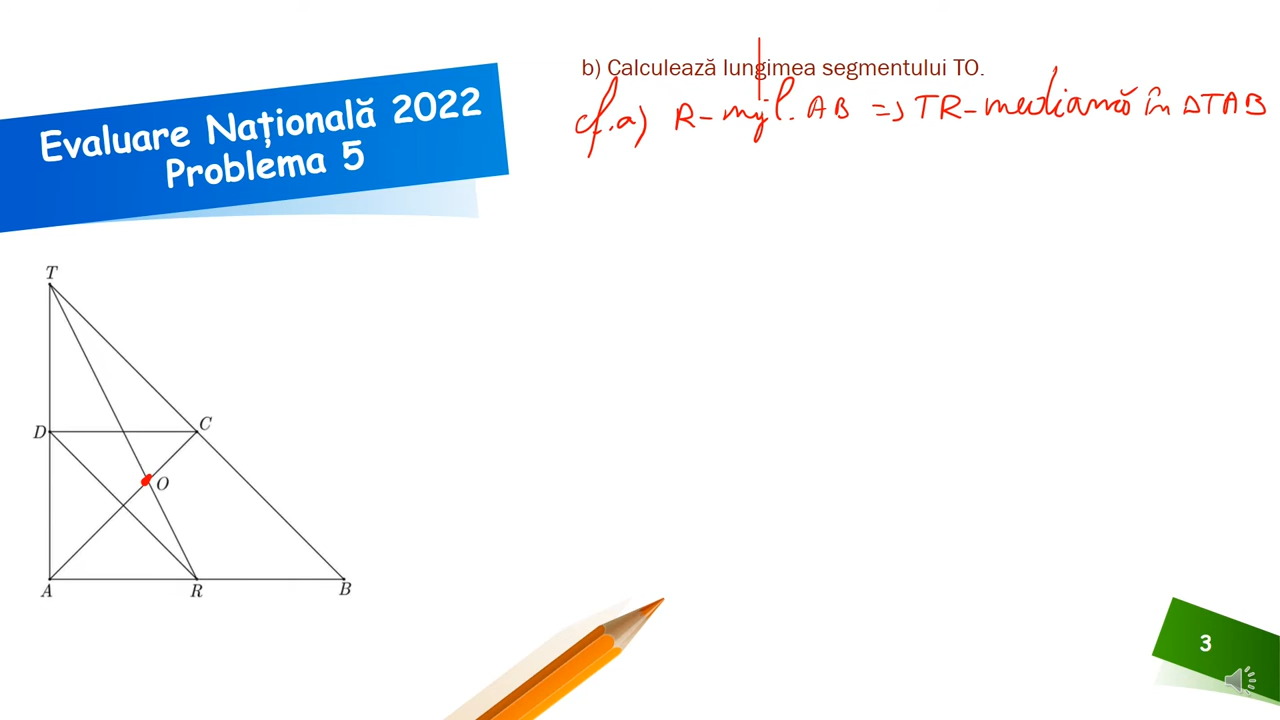 b) Calculează lungimea segmentului TO.
cf. a) R - mijl. AB => TR - mediană în ΔTAB
Evaluare Națională 2022
Problema 5
T
D
C
O
A
R
B
3